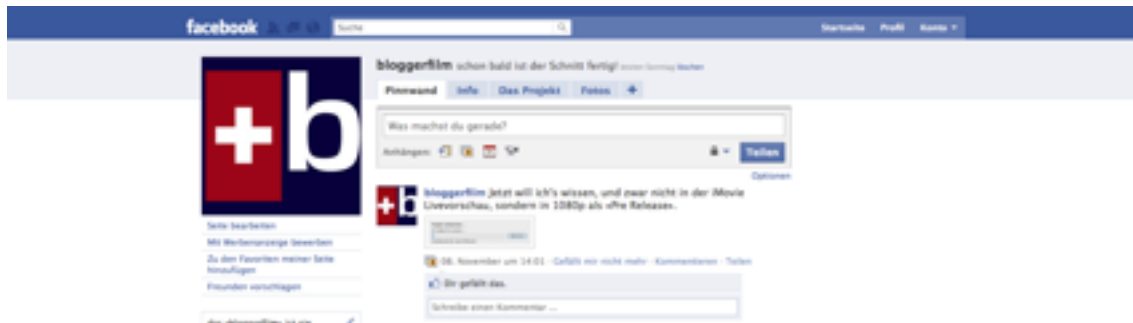 facebook
Suche
Startseite Profil Konto
+b
bloggerfilm schon bald ist der Schnitt fertig! löschen
Pinnwand Info Das Projekt Fotos +
Was machst du gerade?
Anhängen:
Teilen
Optionen
+b
bloggerfilm Jetzt will ich's wissen, und zwar nicht in der iMovie
Livevorschau, sondern in 1080p als «Pre Release».
Seite bearbeiten
Mit Werbeanzeige bewerben
Zu den Favoriten meiner Seite
hinzufügen
Freunden vorschlagen
08. November um 14:01 · Gefällt mir nicht mehr · Kommentieren · Teilen
Dir gefällt das.
Schreibe einen Kommentar ...